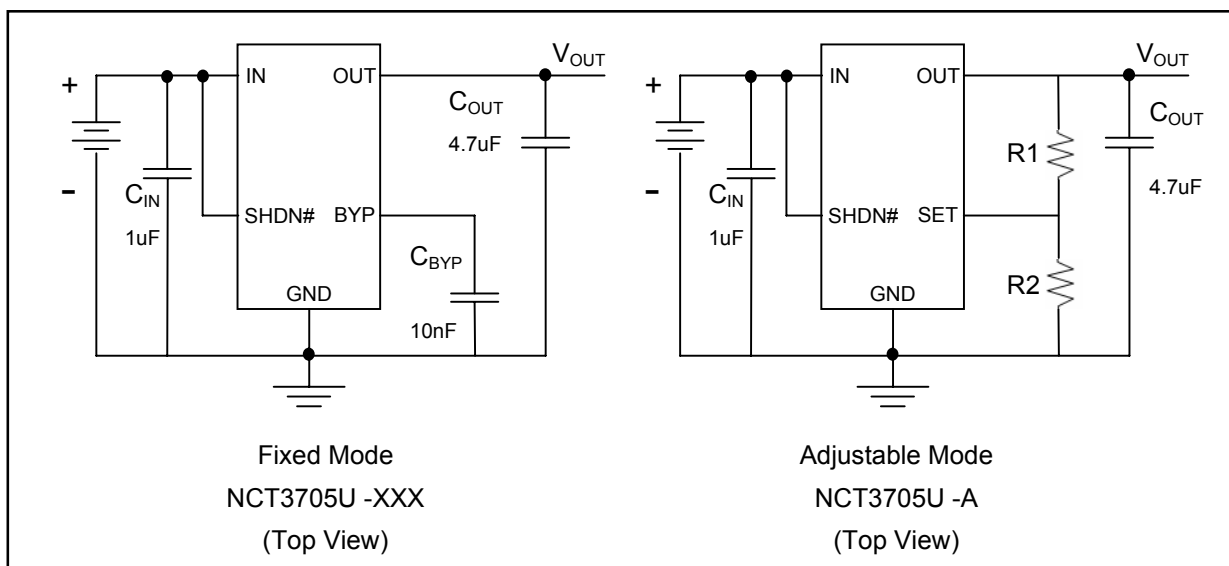 +
-
IN
OUT
SHDN#
BYP
GND
C_IN
1uF
V_OUT
C_OUT
4.7uF
C_BYP
10nF
Fixed Mode
NCT3705U -XXX
(Top View)
+
-
IN
OUT
SHDN#
SET
GND
C_IN
1uF
V_OUT
C_OUT
4.7uF
R1
R2
Adjustable Mode
NCT3705U -A
(Top View)